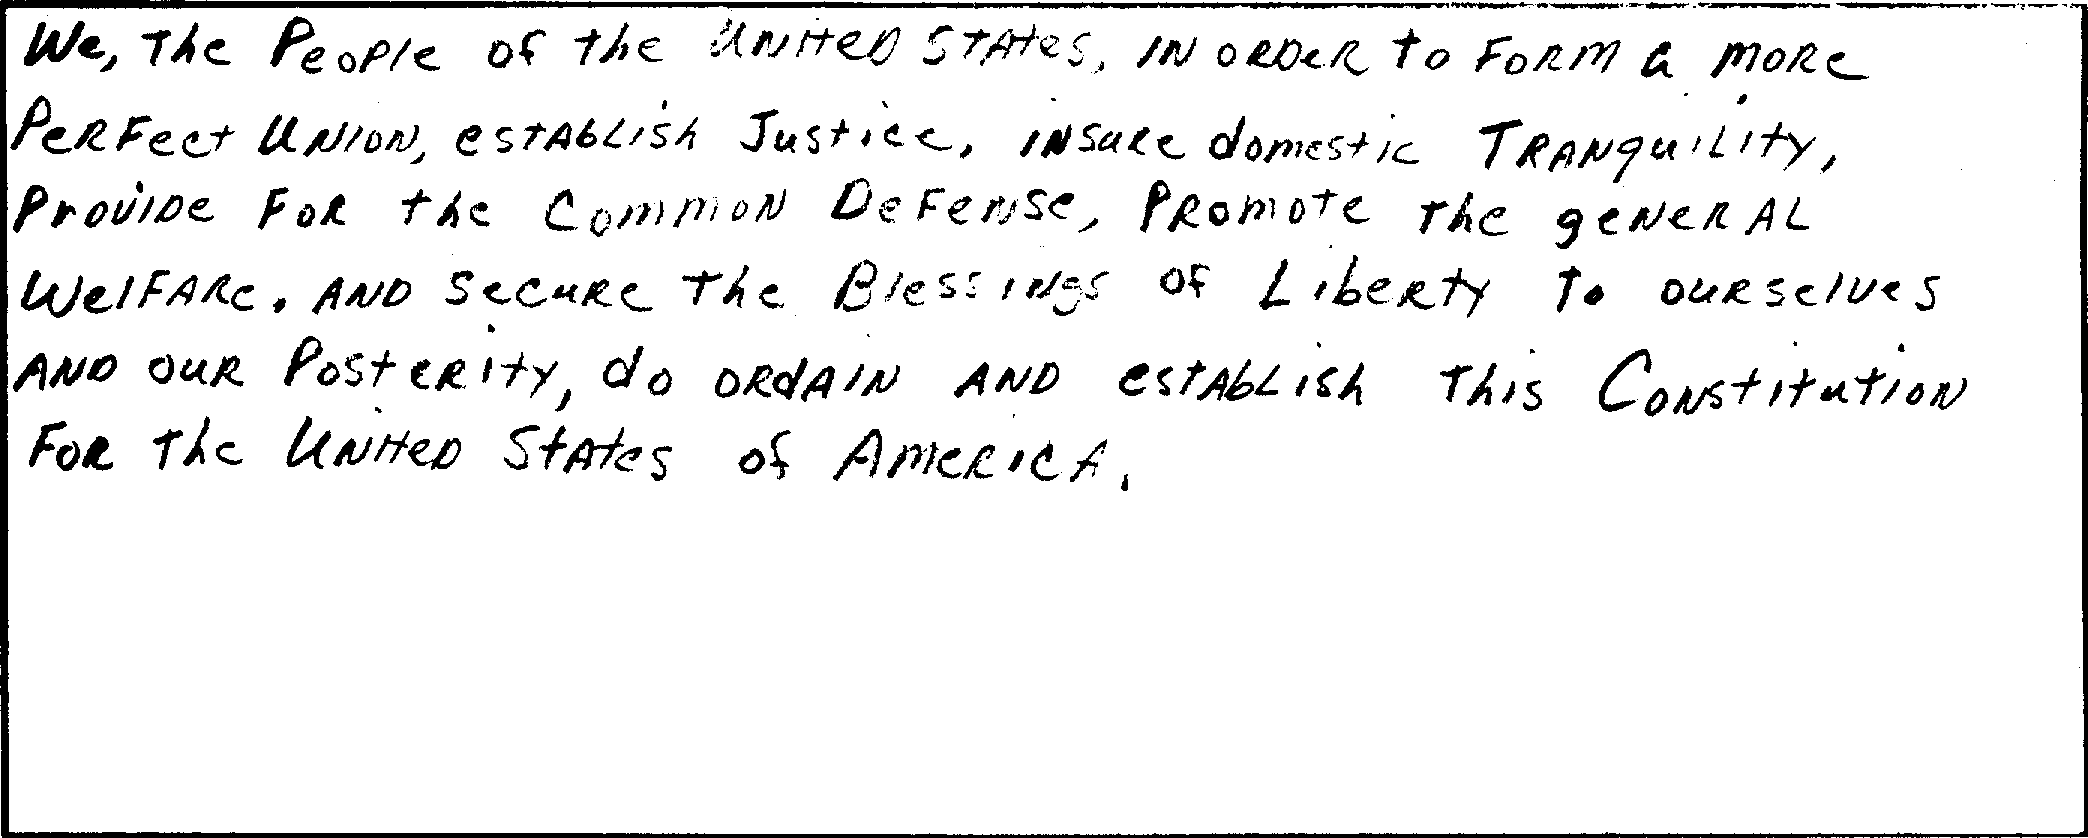 We, The People of the United States, in order to form a more
Perfect Union, establish Justice, insure domestic Tranquility,
Provide for the Common Defense, Promote the general
Welfare, and secure the Blessings of Liberty to ourselves
and our Posterity, do ordain and establish This Constitution
for the United States of America.